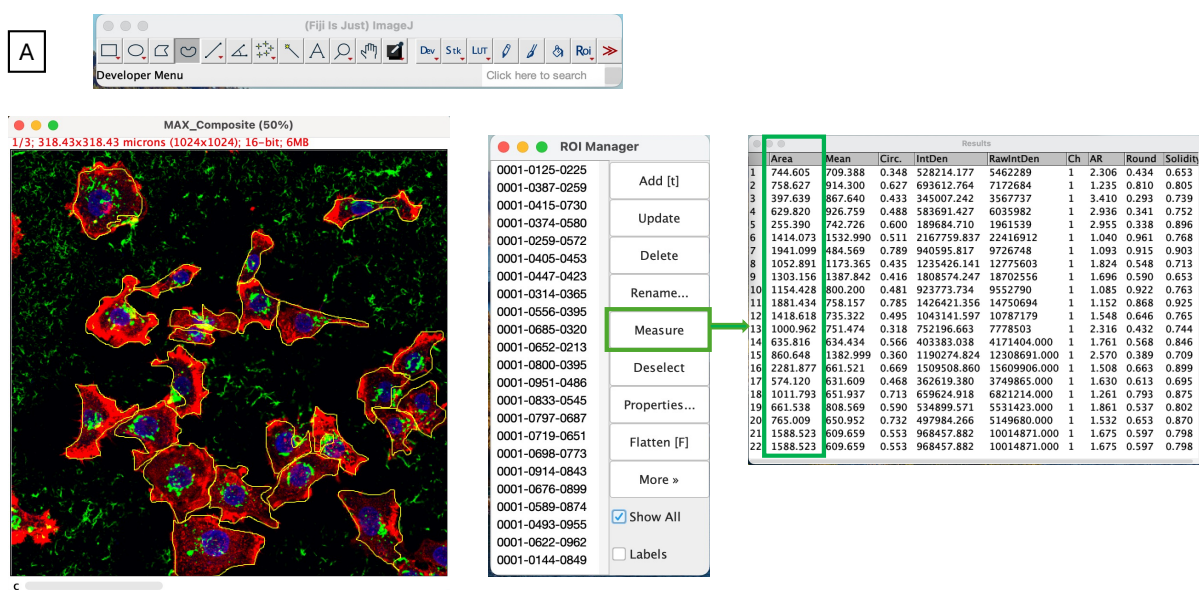 A
(Fiji Is Just) ImageJ
A Dev Stk LUT Roi ≫
Developer Menu Click here to search
MAX_Composite (50%)
1/3; 318.43x318.43 microns (1024x1024); 16-bit; 6MB
c
ROI Manager
0001-0125-0225
0001-0387-0259
0001-0415-0730
0001-0374-0580
0001-0259-0572
0001-0405-0453
0001-0447-0423
0001-0314-0365
0001-0556-0395
0001-0685-0320
0001-0652-0213
0001-0800-0395
0001-0951-0486
0001-0833-0545
0001-0797-0687
0001-0719-0651
0001-0698-0773
0001-0914-0843
0001-0676-0899
0001-0589-0874
0001-0493-0955
0001-0622-0962
0001-0144-0849
Add [t]
Update
Delete
Rename...
Measure
Deselect
Properties...
Flatten [F]
More »
Show All
Labels
Results
Area Mean Circ. IntDen RawIntDen Ch AR Round Solidity
1 744.605 709.388 0.348 528214.177 5462289 1 2.306 0.434 0.653
2 758.627 914.300 0.627 693612.764 7172684 1 1.235 0.810 0.805
3 397.639 867.640 0.433 345007.242 3567737 1 3.410 0.293 0.739
4 629.820 926.759 0.488 583691.427 6035982 1 2.936 0.341 0.752
5 255.390 742.726 0.600 189684.710 1961539 1 2.955 0.338 0.896
6 1414.073 1532.990 0.511 2167759.837 22416912 1 1.040 0.961 0.768
7 1941.099 484.569 0.789 940595.817 9726748 1 1.093 0.915 0.903
8 1052.891 1173.365 0.435 1235426.141 12775603 1 1.824 0.548 0.713
9 1303.156 1387.842 0.416 1808574.247 18702556 1 1.696 0.590 0.653
10 1154.428 800.200 0.481 923773.734 9552790 1 1.085 0.922 0.763
11 1881.434 758.157 0.785 1426421.356 14750694 1 1.152 0.868 0.925
12 1418.618 735.322 0.495 1043141.597 10787179 1 1.548 0.646 0.765
13 1000.962 751.474 0.318 752196.663 7778503 1 2.316 0.432 0.744
14 635.816 634.434 0.566 403383.038 4171404.000 1 1.761 0.568 0.846
15 860.648 1382.999 0.360 1190274.824 12308691.000 1 2.570 0.389 0.709
16 2281.877 661.521 0.669 1509508.860 15609906.000 1 1.508 0.663 0.899
17 574.120 631.609 0.468 362619.380 3749865.000 1 1.630 0.613 0.695
18 1011.793 651.937 0.713 659624.918 6821214.000 1 1.261 0.793 0.875
19 661.538 808.569 0.590 534899.571 5531423.000 1 1.861 0.537 0.802
20 765.009 650.952 0.732 497984.266 5149680.000 1 1.532 0.653 0.870
21 1588.523 609.659 0.553 968457.882 10014871.000 1 1.675 0.597 0.798
22 1588.523 609.659 0.553 968457.882 10014871.000 1 1.675 0.597 0.798